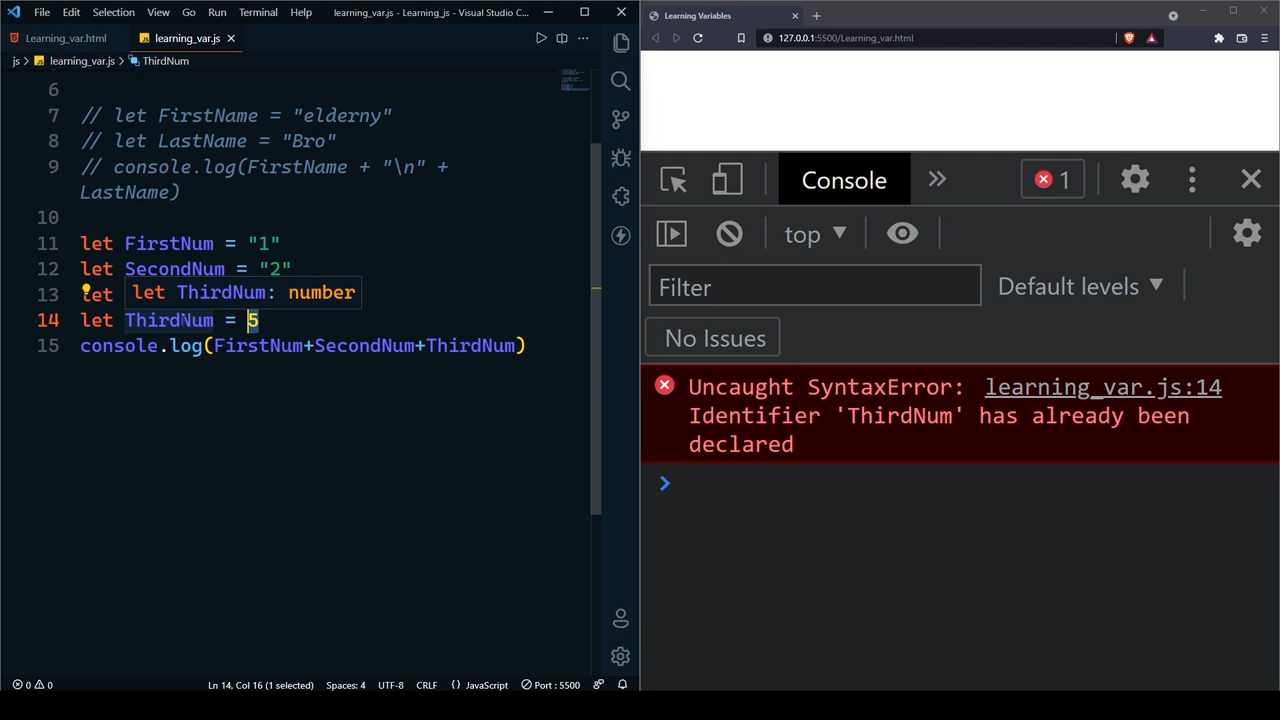 File Edit Selection View Go Run Terminal Help learning_var.js - Learning_js - Visual Studio C...
Learning_var.html learning_var.js
js > learning_var.js > ThirdNum
6
7 // let FirstName = "elderny"
8 // let LastName = "Bro"
9 // console.log(FirstName + "\n" +
LastName)
10
11 let FirstNum = "1"
12 let SecondNum = "2"
13 let
let ThirdNum: number
14 let ThirdNum = 5
15 console.log(FirstNum+SecondNum+ThirdNum)
0 0 Ln 14, Col 16 (1 selected) Spaces: 4 UTF-8 CRLF {} JavaScript Port : 5500
Learning Variables
127.0.0.1:5500/Learning_var.html
Console 1
top
Filter Default levels
No Issues
Uncaught SyntaxError: learning_var.js:14
Identifier 'ThirdNum' has already been
declared